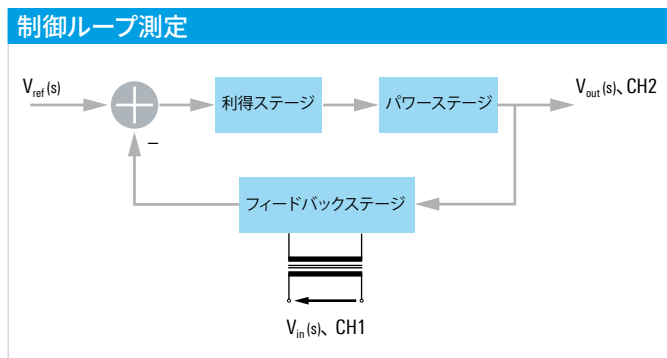 制御ループ測定
Vref(s)
利得ステージ
パワーステージ
Vout(s)、CH2
−
フィードバックステージ
Vin(s)、CH1